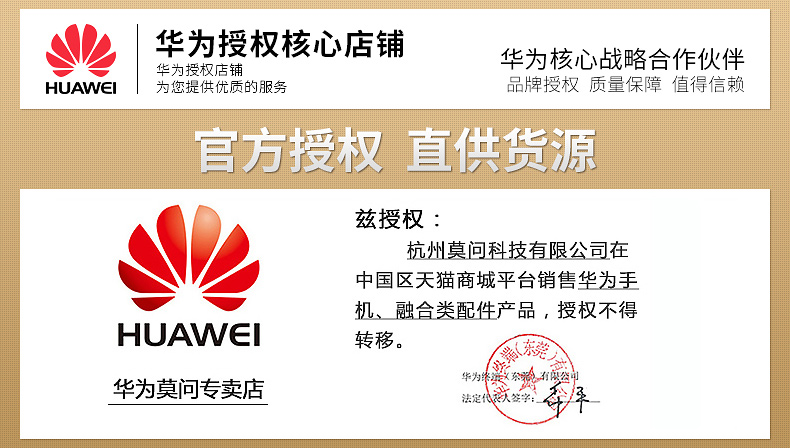 HUAWEI
华为授权核心店铺
华为授权店铺
为您提供优质的服务
华为核心战略合作伙伴
品牌授权 质量保障 值得信赖
官方授权 直供货源
HUAWEI
华为莫问专卖店
兹授权：
杭州莫问科技有限公司在
中国区天猫商城平台销售华为手
机、融合类配件产品，授权不得
转移。
华为终端（东莞）有限公司
法定代表人签字：
华为终端(东莞)有限公司